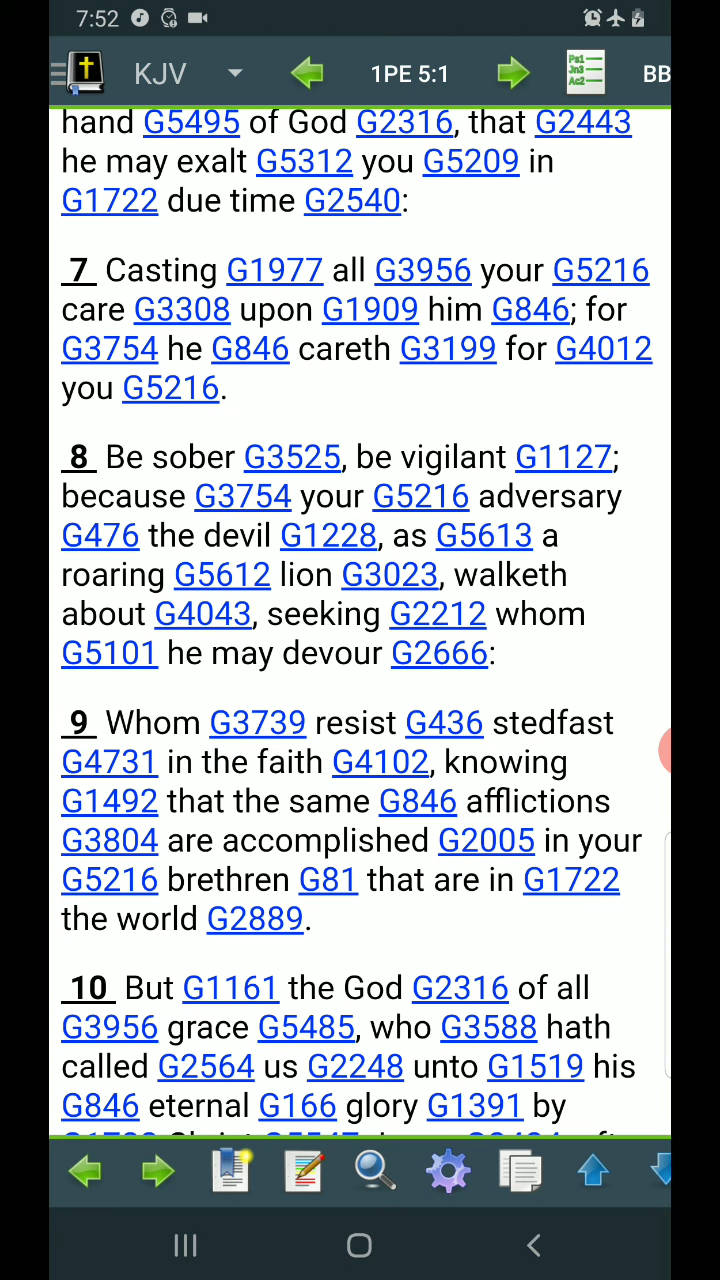 7:52
KJV
1PE 5:1
BB
hand G5495 of God G2316, that G2443
he may exalt G5312 you G5209 in
G1722 due time G2540:
7 Casting G1977 all G3956 your G5216
care G3308 upon G1909 him G846; for
G3754 he G846 careth G3199 for G4012
you G5216.
8 Be sober G3525, be vigilant G1127;
because G3754 your G5216 adversary
G476 the devil G1228, as G5613 a
roaring G5612 lion G3023, walketh
about G4043, seeking G2212 whom
G5101 he may devour G2666:
9 Whom G3739 resist G436 stedfast
G4731 in the faith G4102, knowing
G1492 that the same G846 afflictions
G3804 are accomplished G2005 in your
G5216 brethren G81 that are in G1722
the world G2889.
10 But G1161 the God G2316 of all
G3956 grace G5485, who G3588 hath
called G2564 us G2248 unto G1519 his
G846 eternal G166 glory G1391 by